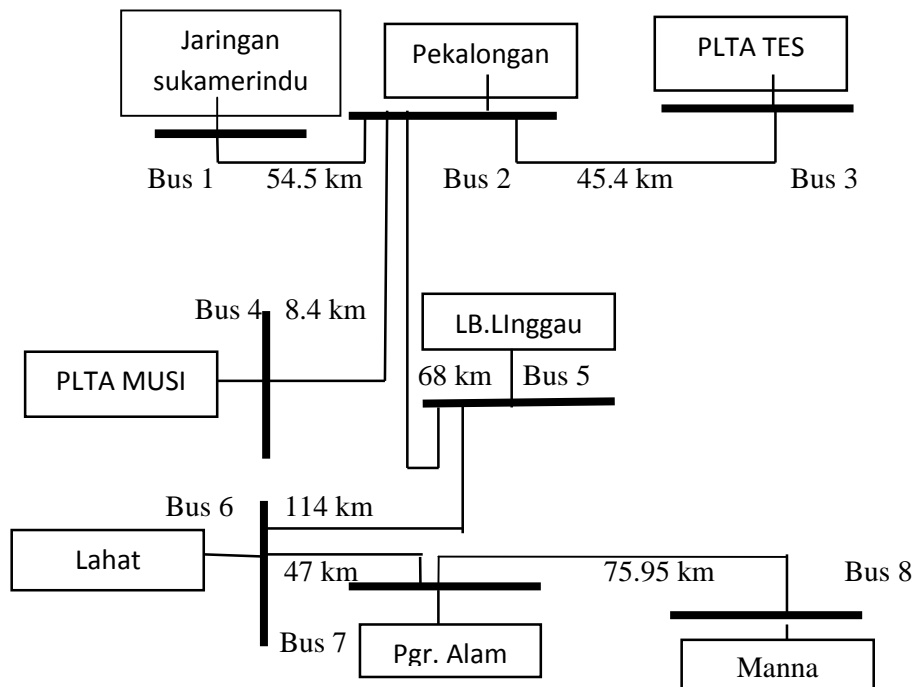 Jaringan
sukamerindu
Pekalongan
PLTA TES
Bus 1
54.5 km
Bus 2
45.4 km
Bus 3
Bus 4
8.4 km
LB.LInggau
PLTA MUSI
68 km
Bus 5
Bus 6
114 km
Lahat
47 km
75.95 km
Bus 8
Bus 7
Pgr. Alam
Manna